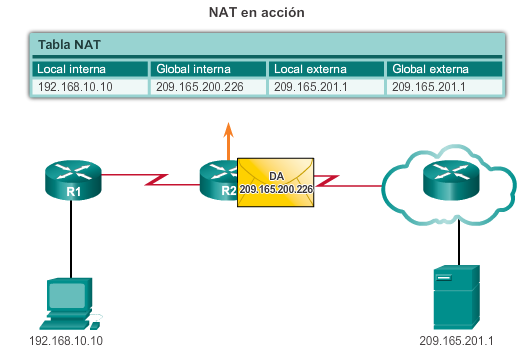 NAT en acción
Tabla NAT
Local interna Global interna Local externa Global externa
192.168.10.10 209.165.200.226 209.165.201.1 209.165.201.1
R1
R2
DA
209.165.200.226
192.168.10.10
209.165.201.1